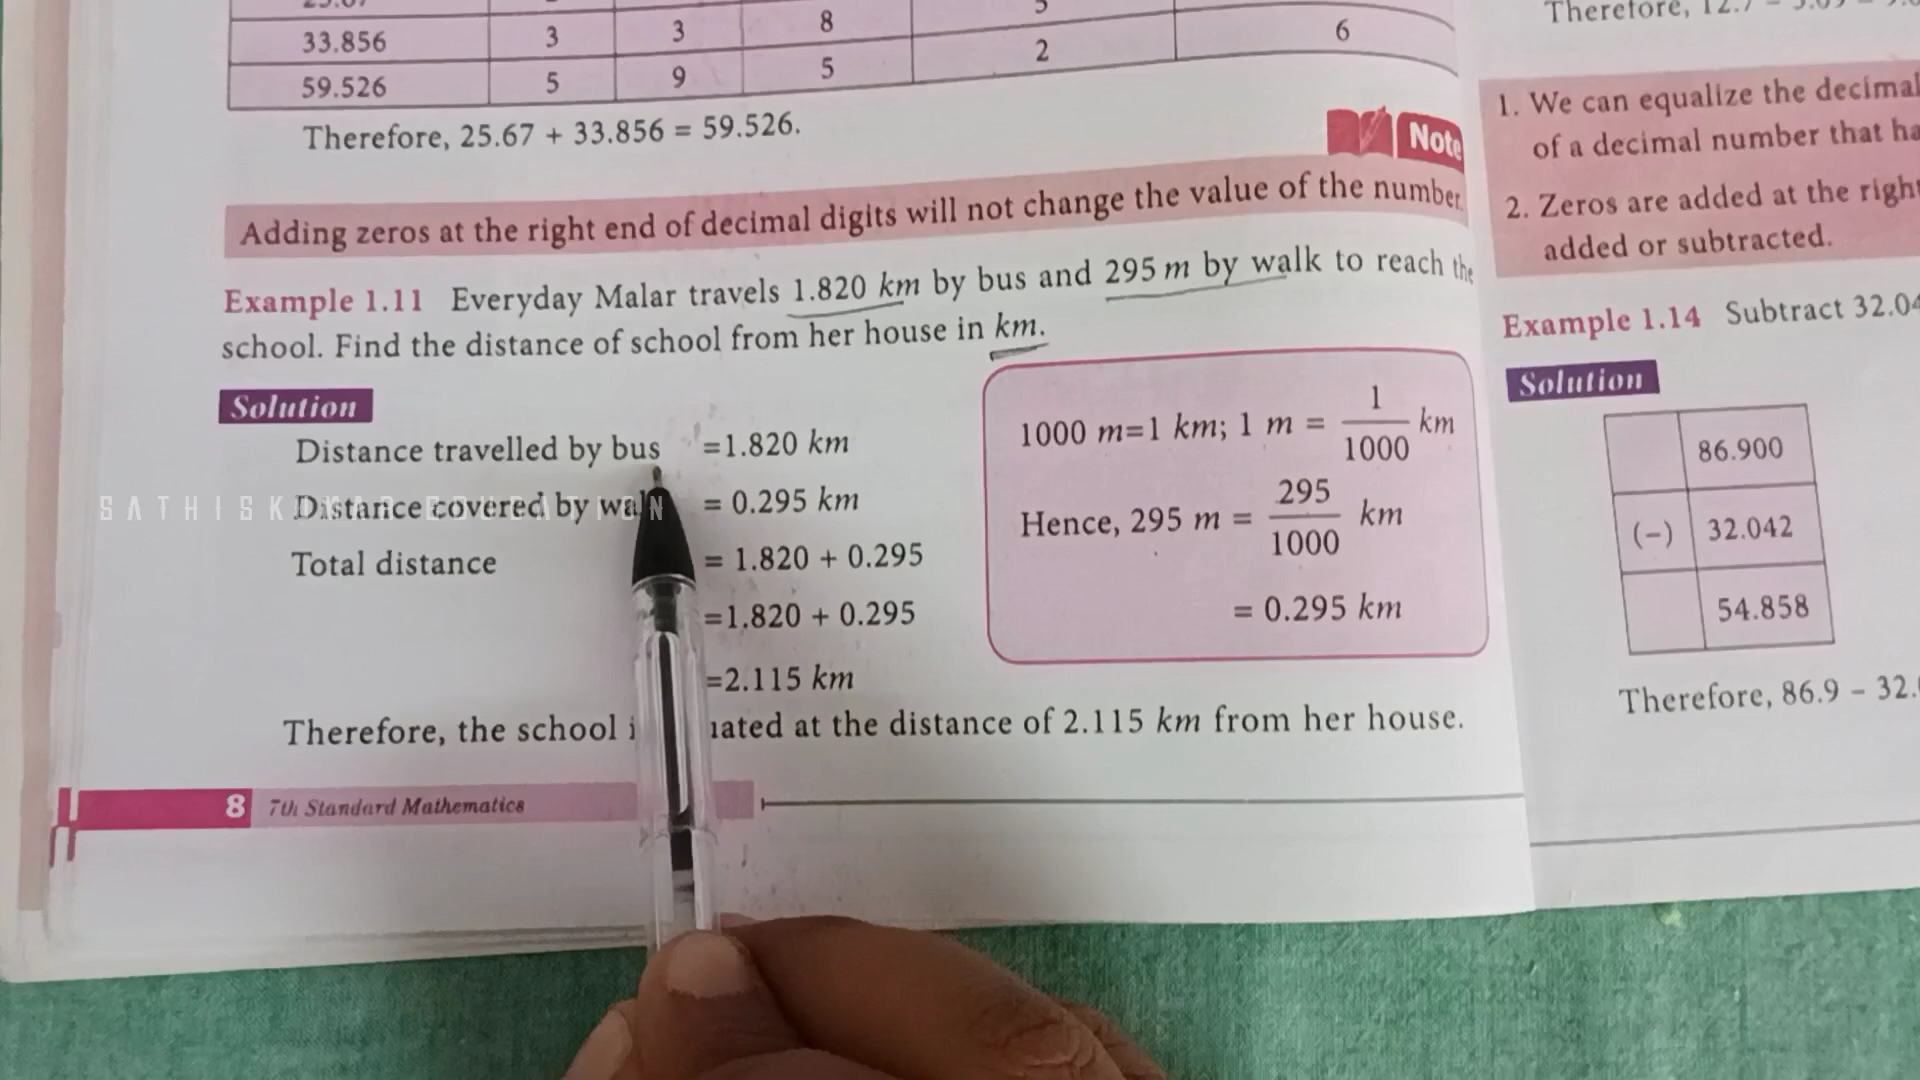 33.856 3 3 8 5 6
59.526 5 9 5 2
Therefore, 25.67 + 33.856 = 59.526.
Note
Adding zeros at the right end of decimal digits will not change the value of the number.
Example 1.11 Everyday Malar travels 1.820 km by bus and 295 m by walk to reach the
school. Find the distance of school from her house in km.
Solution
Distance travelled by bus =1.820 km
Distance covered by walk = 0.295 km
Total distance = 1.820 + 0.295
=1.820 + 0.295
=2.115 km
Therefore, the school uated at the distance of 2.115 km from her house.
1000 m=1 km; 1 m = 1/1000 km
Hence, 295 m = 295/1000 km
= 0.295 km
8 7th Standard Mathematics
SATHISKUMAR EDUCATION
Therefore, 12.7 –
1. We can equalize the decimal
of a decimal number that ha
2. Zeros are added at the right
added or subtracted.
Example 1.14 Subtract 32.04
Solution
86.900
(–) 32.042
54.858
Therefore, 86.9 – 32.